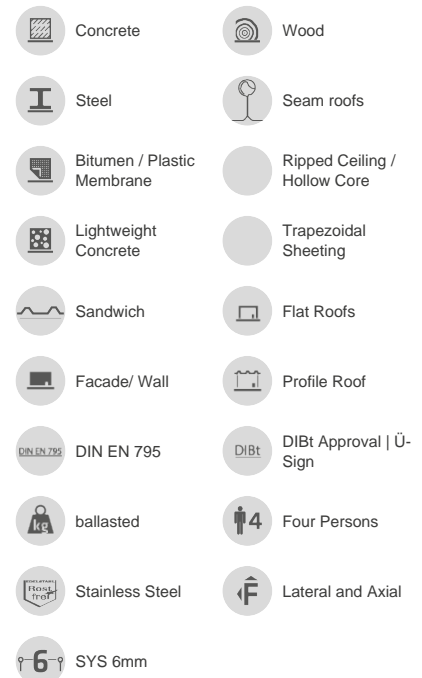 Concrete
Wood
Steel
Seam roofs
Bitumen / Plastic
Membrane
Ripped Ceiling /
Hollow Core
Lightweight
Concrete
Trapezoidal
Sheeting
Sandwich
Flat Roofs
Facade/ Wall
Profile Roof
DIN EN 795
DIN EN 795
DIBt
DIBt Approval | Ü-
Sign
kg
ballasted
4
Four Persons
EDELSTAHL
Rost
frei
Stainless Steel
F̂
Lateral and Axial
6
SYS 6mm